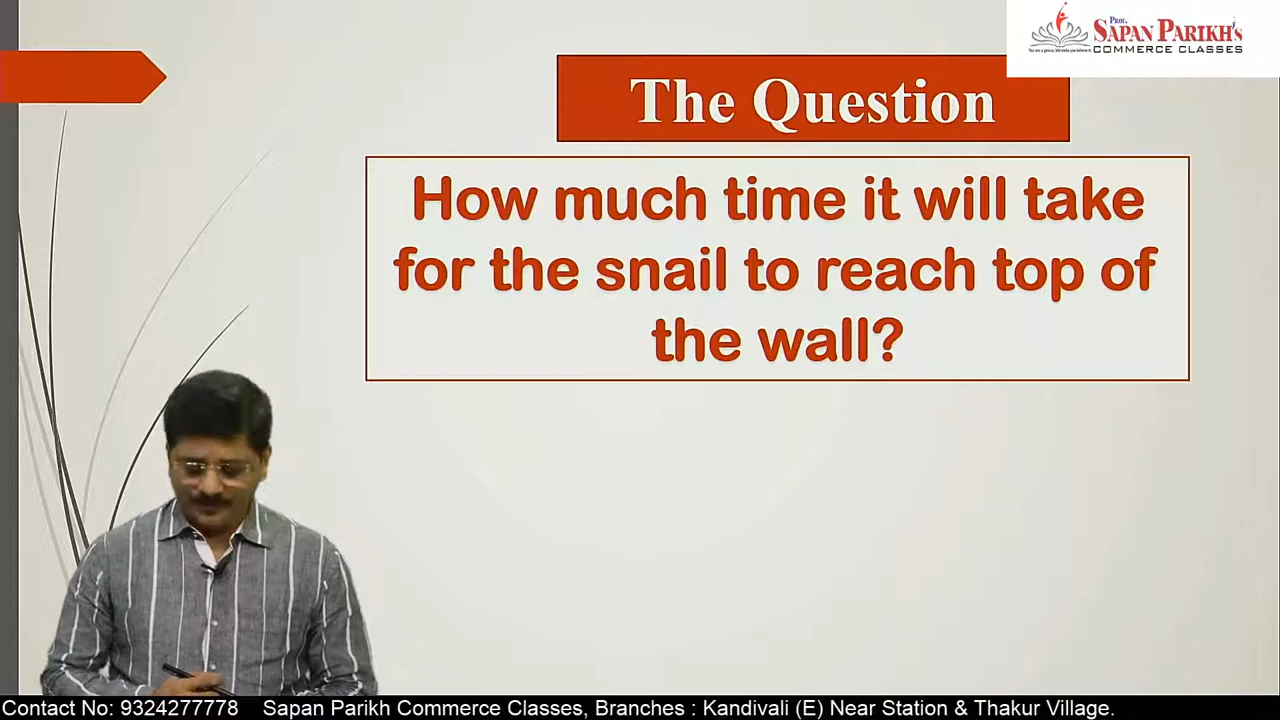 PROF.
SAPAN PARIKH's
COMMERCE CLASSES
The Question
How much time it will take
for the snail to reach top of
the wall?
Contact No: 9324277778 Sapan Parikh Commerce Classes, Branches : Kandivali (E) Near Station & Thakur Village.